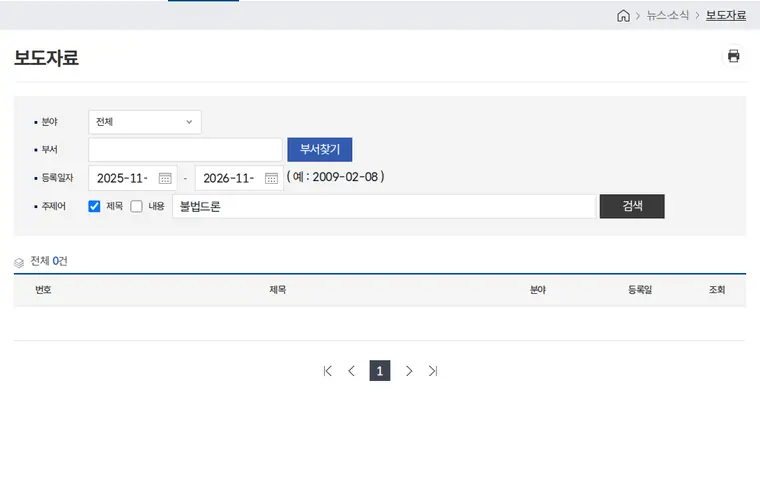 뉴스·소식 > 보도자료
보도자료
분야 전체
부서 부서찾기
등록일자 2025-11- - 2026-11- ( 예 : 2009-02-08 )
주제어 제목 내용 불법드론 검색
전체 0건
번호 제목 분야 등록일 조회
1